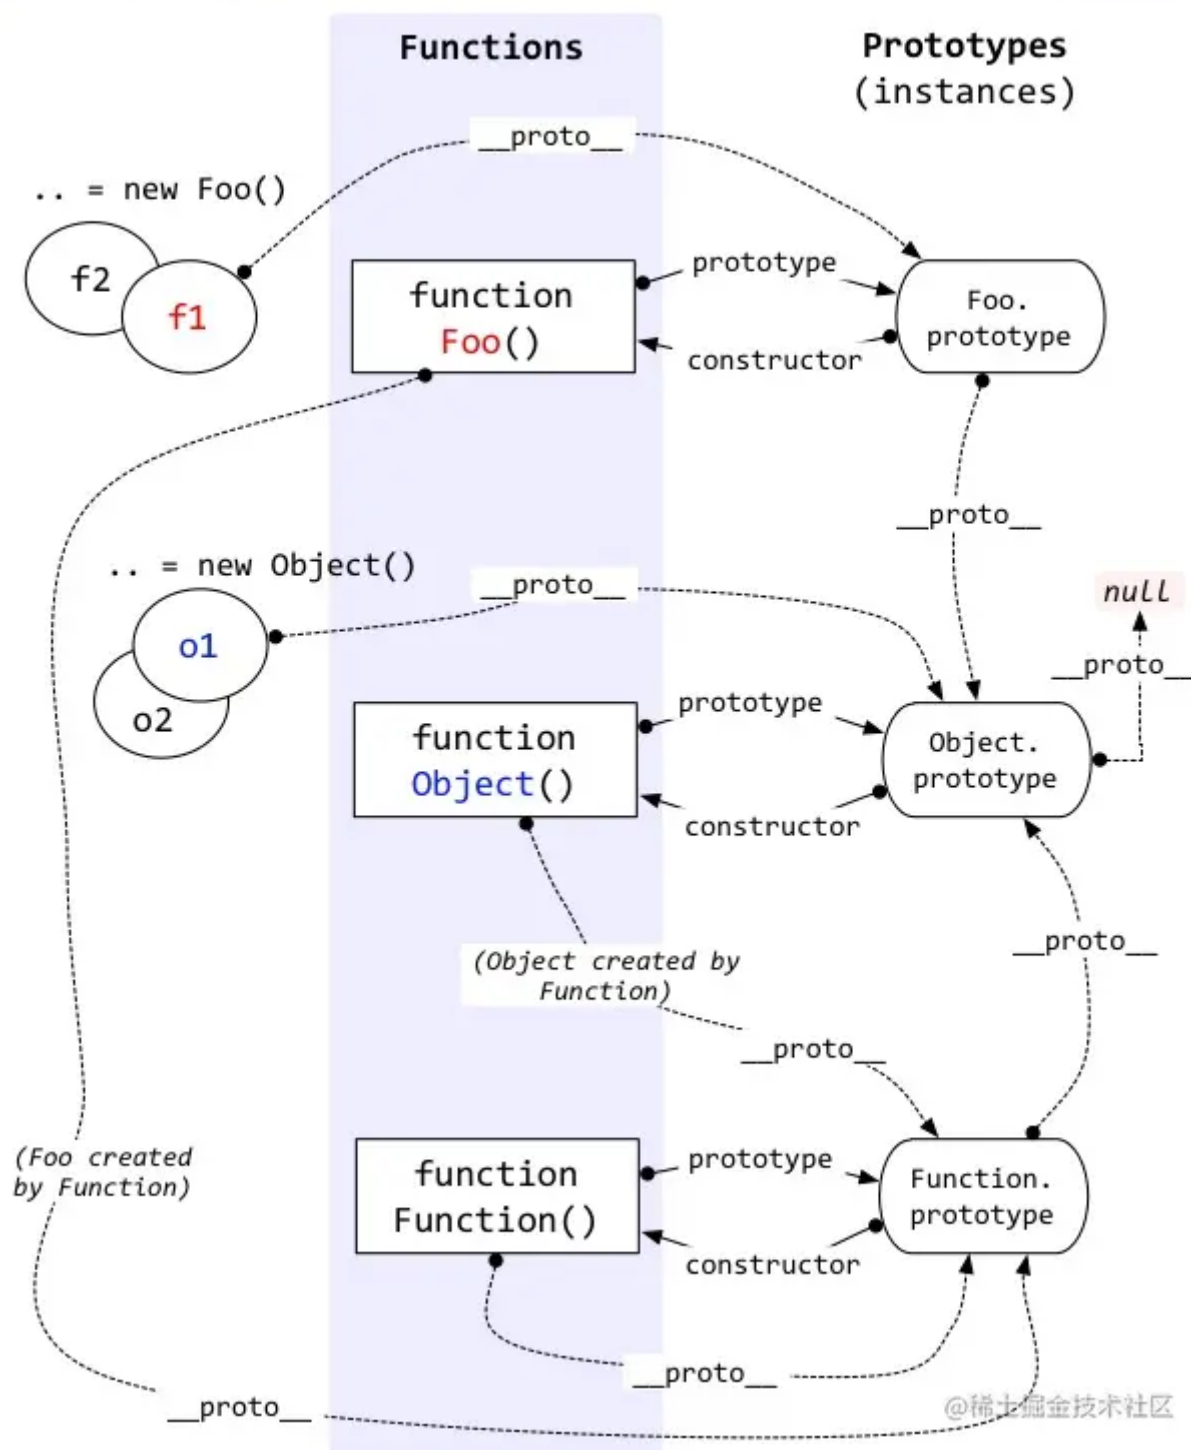 Functions
Prototypes
(instances)
__proto__
.. = new Foo()
f2
f1
function
Foo()
prototype
constructor
Foo.
prototype
__proto__
.. = new Object()
__proto__
null
__proto__
o1
o2
function
Object()
prototype
constructor
Object.
prototype
(Object created by
Function)
__proto__
__proto__
(Foo created
by Function)
function
Function()
prototype
constructor
Function.
prototype
__proto__
__proto__
@稀土掘金技术社区